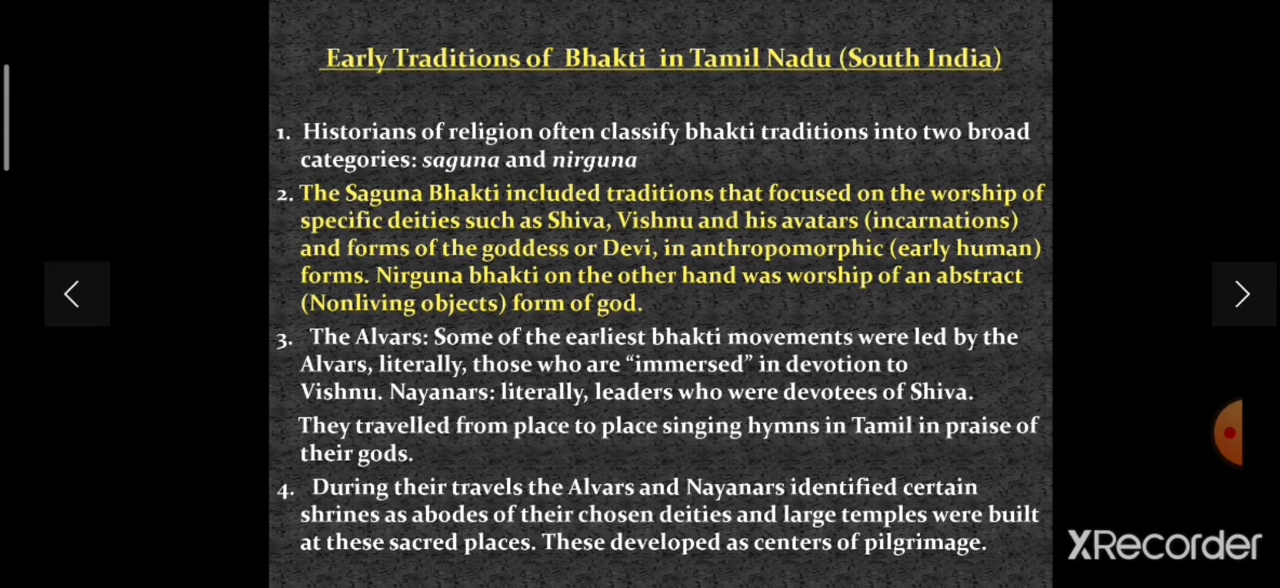 Early Traditions of Bhakti in Tamil Nadu (South India)
1. Historians of religion often classify bhakti traditions into two broad
categories: saguna and nirguna
2. The Saguna Bhakti included traditions that focused on the worship of
specific deities such as Shiva, Vishnu and his avatars (incarnations)
and forms of the goddess or Devi, in anthropomorphic (early human)
forms. Nirguna bhakti on the other hand was worship of an abstract
(Nonliving objects) form of god.
3. The Alvars: Some of the earliest bhakti movements were led by the
Alvars, literally, those who are “immersed” in devotion to
Vishnu. Nayanars: literally, leaders who were devotees of Shiva.
They travelled from place to place singing hymns in Tamil in praise of
their gods.
4. During their travels the Alvars and Nayanars identified certain
shrines as abodes of their chosen deities and large temples were built
at these sacred places. These developed as centers of pilgrimage.
XRecorder